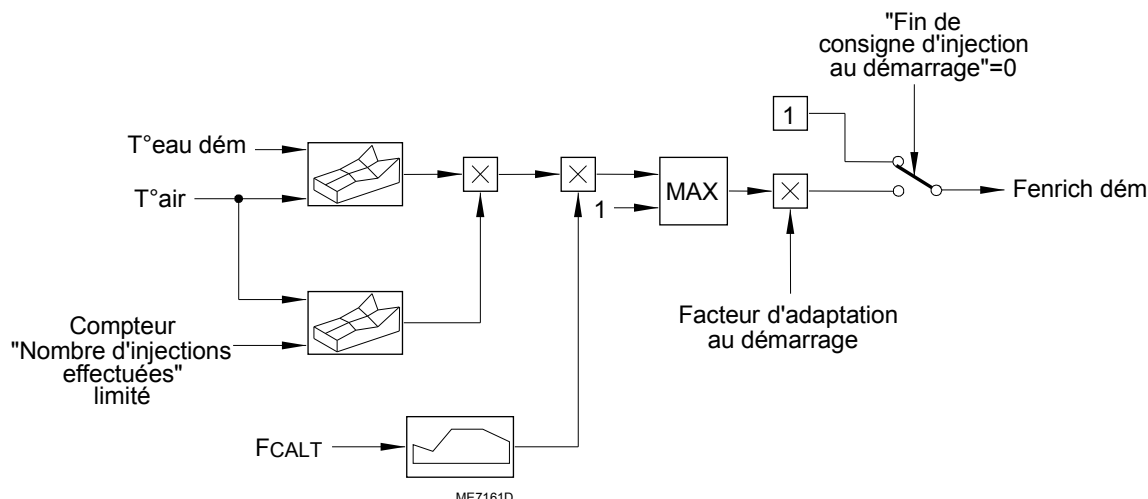 "Fin de
consigne d'injection
au démarrage"=0
1
T°eau dém
T°air
1
MAX
Fenrich dém
Compteur
"Nombre d'injections
effectuées"
limité
Facteur d'adaptation
au démarrage
FCALT
ME7161D